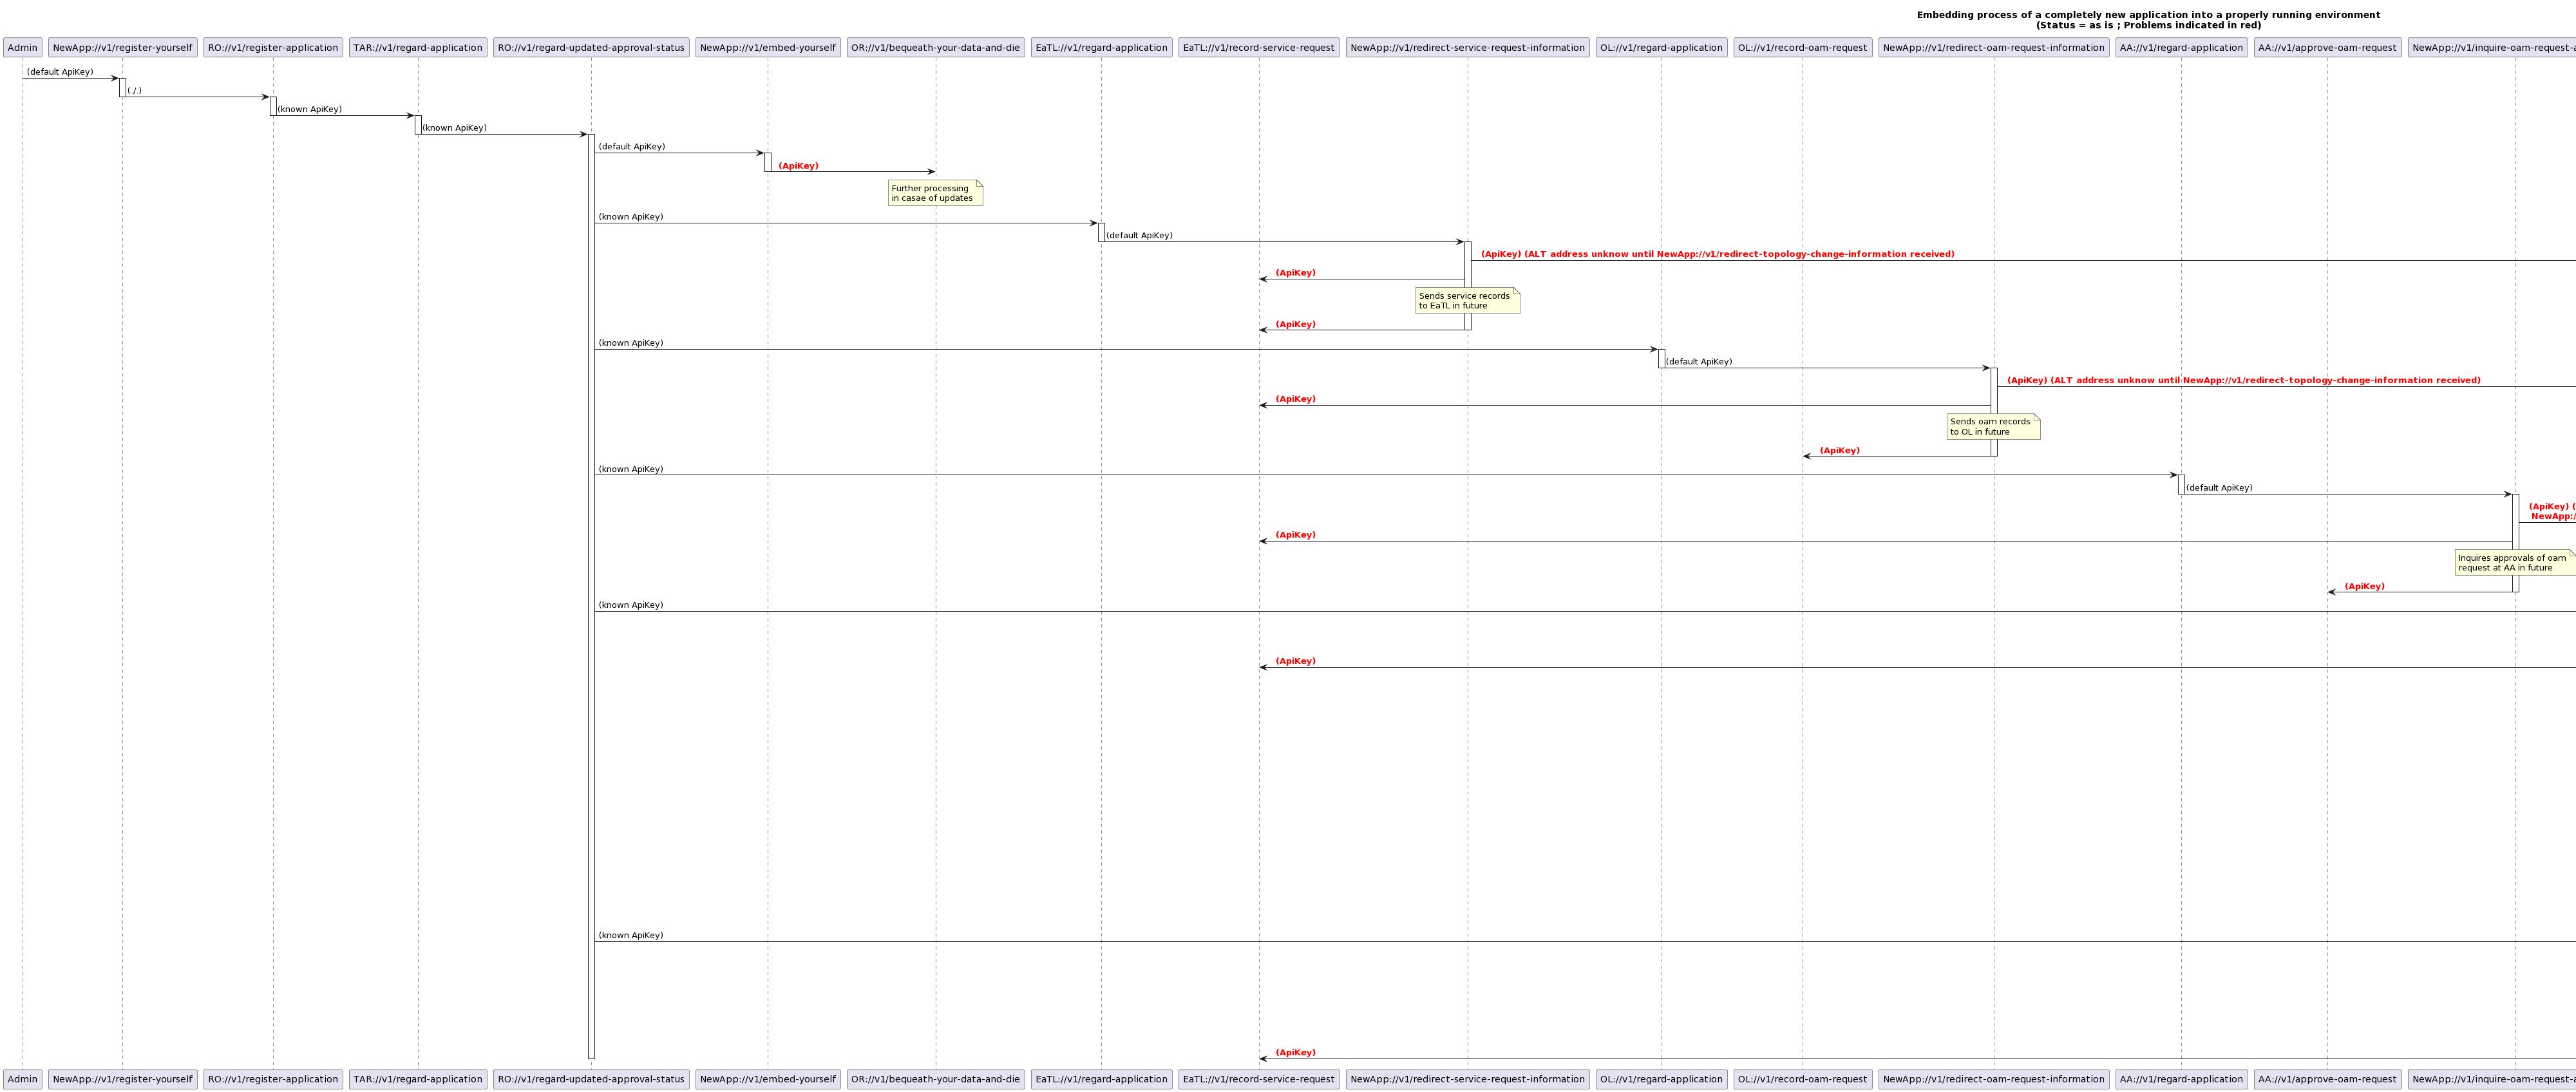 Embedding process of a completely new application into a properly running environment
(Status = as is ; Problems indicated in red)
Admin
NewApp://v1/register-yourself
RO://v1/register-application
TAR://v1/regard-application
RO://v1/regard-updated-approval-status
NewApp://v1/embed-yourself
OR://v1/bequeath-your-data-and-die
EaTL://v1/regard-application
EaTL://v1/record-service-request
NewApp://v1/redirect-service-request-information
OL://v1/regard-application
OL://v1/record-oam-request
NewApp://v1/redirect-oam-request-information
AA://v1/regard-application
AA://v1/approve-oam-request
NewApp://v1/inquire-oam-request-a
(default ApiKey)
(./.)
(known ApiKey)
(known ApiKey)
(default ApiKey)
(ApiKey)
Further processing
in casae of updates
(known ApiKey)
(default ApiKey)
(ApiKey) (ALT address unknow until NewApp://v1/redirect-topology-change-information received)
(ApiKey)
Sends service records
to EaTL in future
(ApiKey)
(known ApiKey)
(default ApiKey)
(ApiKey) (ALT address unknow until NewApp://v1/redirect-topology-change-information received)
(ApiKey)
Sends oam records
to OL in future
(ApiKey)
(known ApiKey)
(default ApiKey)
(ApiKey) (
NewApp:/
(ApiKey)
Inquires approvals of oam
request at AA in future
(ApiKey)
(known ApiKey)
(ApiKey)
(known ApiKey)
(ApiKey)
Admin
NewApp://v1/register-yourself
RO://v1/register-application
TAR://v1/regard-application
RO://v1/regard-updated-approval-status
NewApp://v1/embed-yourself
OR://v1/bequeath-your-data-and-die
EaTL://v1/regard-application
EaTL://v1/record-service-request
NewApp://v1/redirect-service-request-information
OL://v1/regard-application
OL://v1/record-oam-request
NewApp://v1/redirect-oam-request-information
AA://v1/regard-application
AA://v1/approve-oam-request
NewApp://v1/inquire-oam-request-a